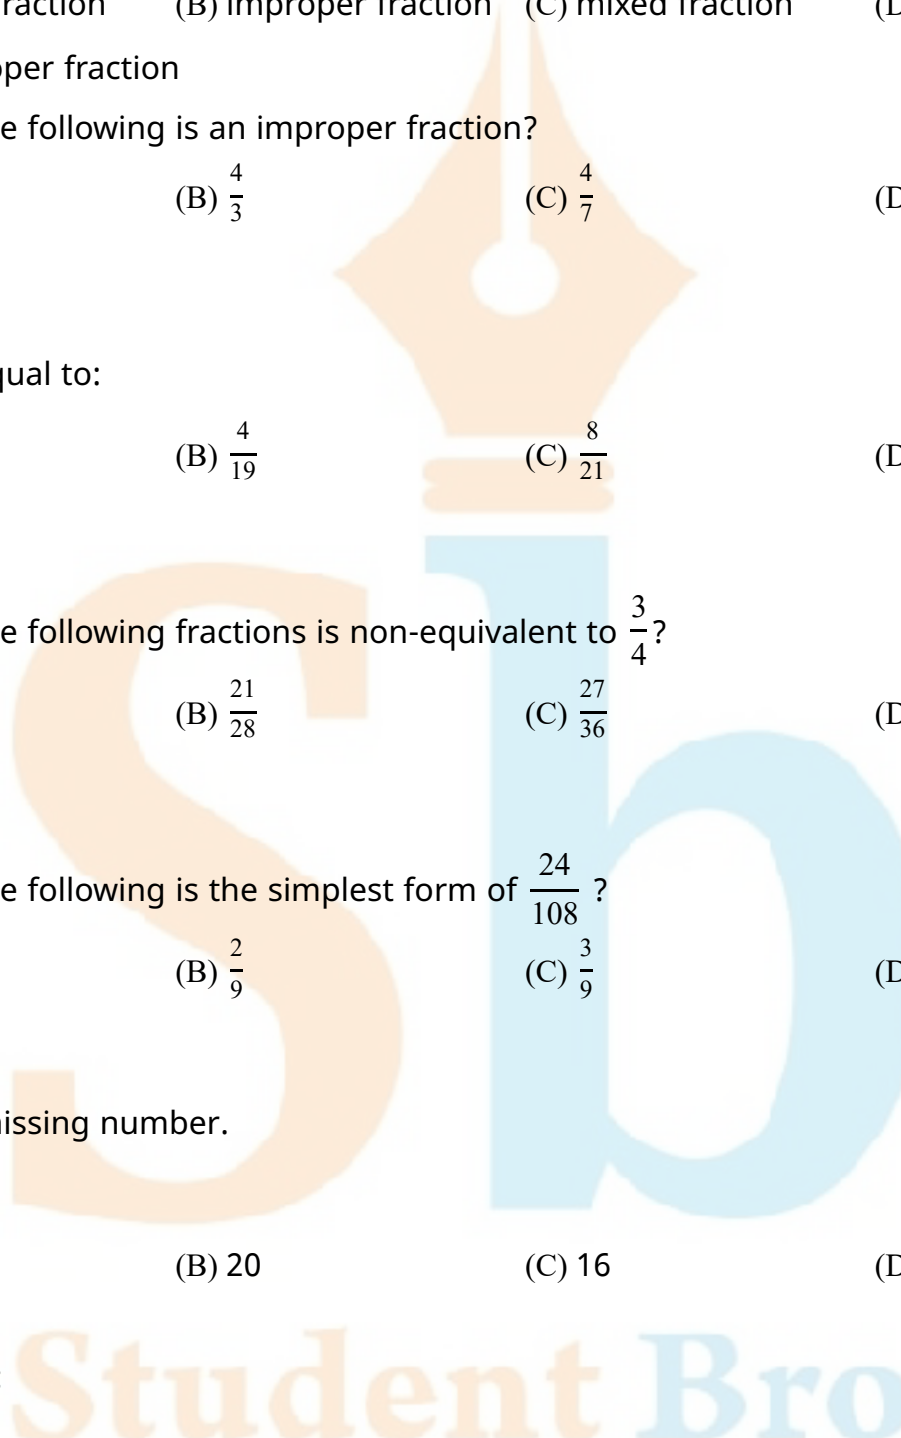 raction (B) improper fraction (C) mixed fraction (D
per fraction
e following is an improper fraction?
(B) 4/3 (C) 4/7 (D
qual to:
(B) 4/19 (C) 8/21 (D
e following fractions is non-equivalent to 3/4?
(B) 21/28 (C) 27/36 (D
e following is the simplest form of 24/108 ?
(B) 2/9 (C) 3/9 (D
issing number.
(B) 20 (C) 16 (D
Sb
Student Bro